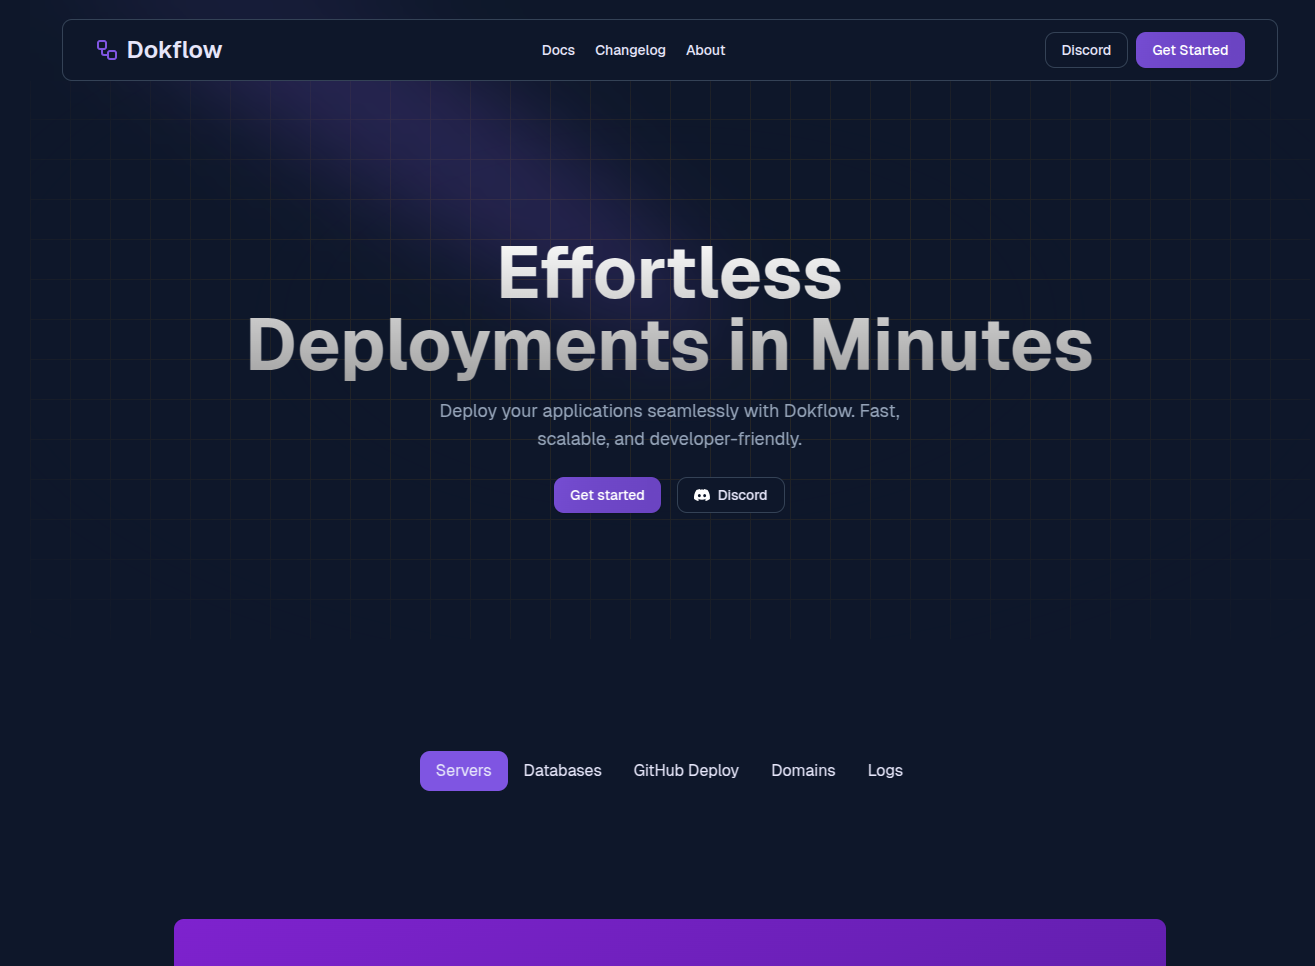 Dokflow
Docs
Changelog
About
Discord
Get Started
Effortless
Deployments in Minutes
Deploy your applications seamlessly with Dokflow. Fast,
scalable, and developer-friendly.
Get started
Discord
Servers
Databases
GitHub Deploy
Domains
Logs